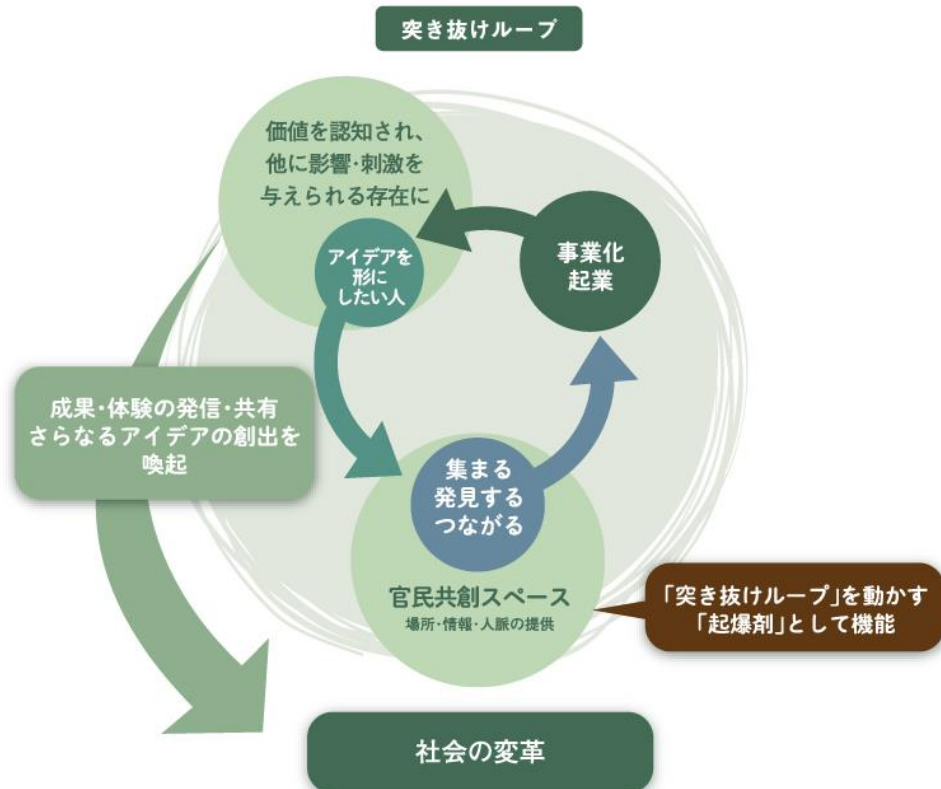 突き抜けループ
価値を認知され、
他に影響・刺激を
与えられる存在に
アイデアを
形に
したい人
事業化
起業
成果・体験の発信・共有
さらなるアイデアの創出を
喚起
集まる
発見する
つながる
官民共創スペース
場所・情報・人脈の提供
「突き抜けループ」を動かす
「起爆剤」として機能
社会の変革